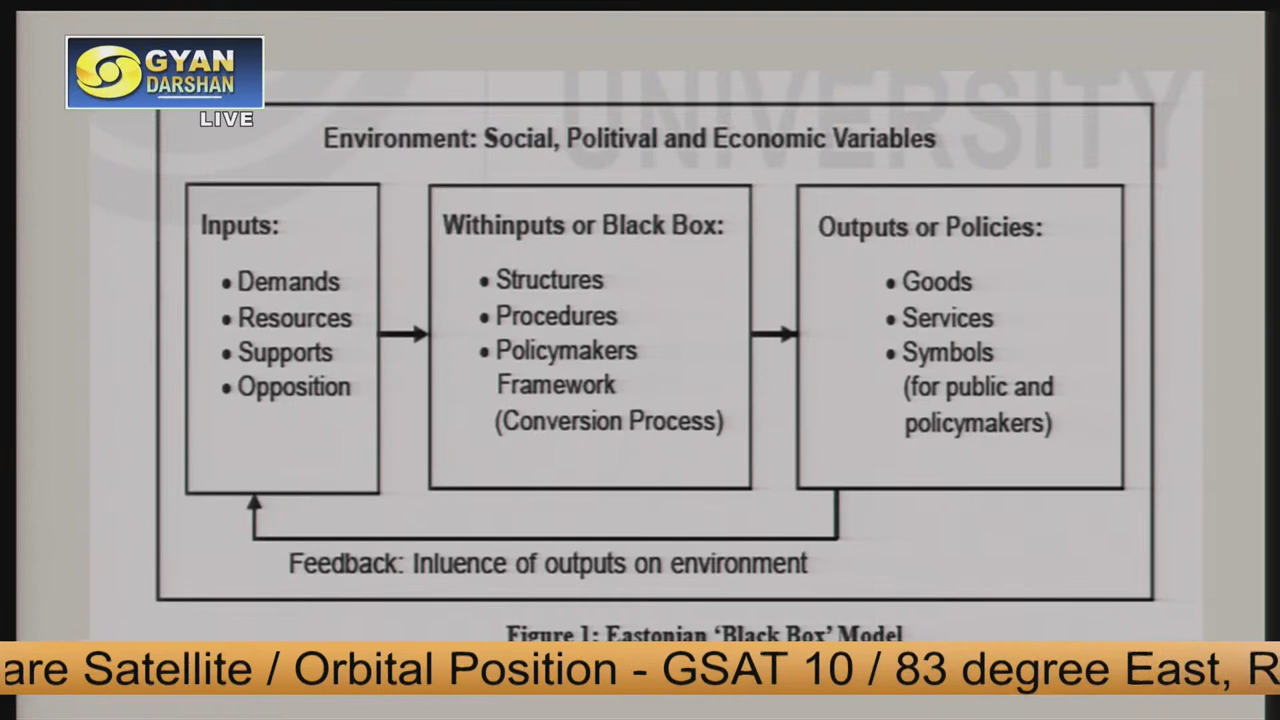 GYAN
DARSHAN
LIVE
UNIVERSITY
Environment: Social, Politival and Economic Variables
Inputs:
• Demands
• Resources
• Supports
• Opposition
Withinputs or Black Box:
• Structures
• Procedures
• Policymakers
Framework
(Conversion Process)
Outputs or Policies:
• Goods
• Services
• Symbols
(for public and
policymakers)
Feedback: Inluence of outputs on environment
Figure 1: Eastonian ‘Black Box’ Model
are Satellite / Orbital Position - GSAT 10 / 83 degree East, R